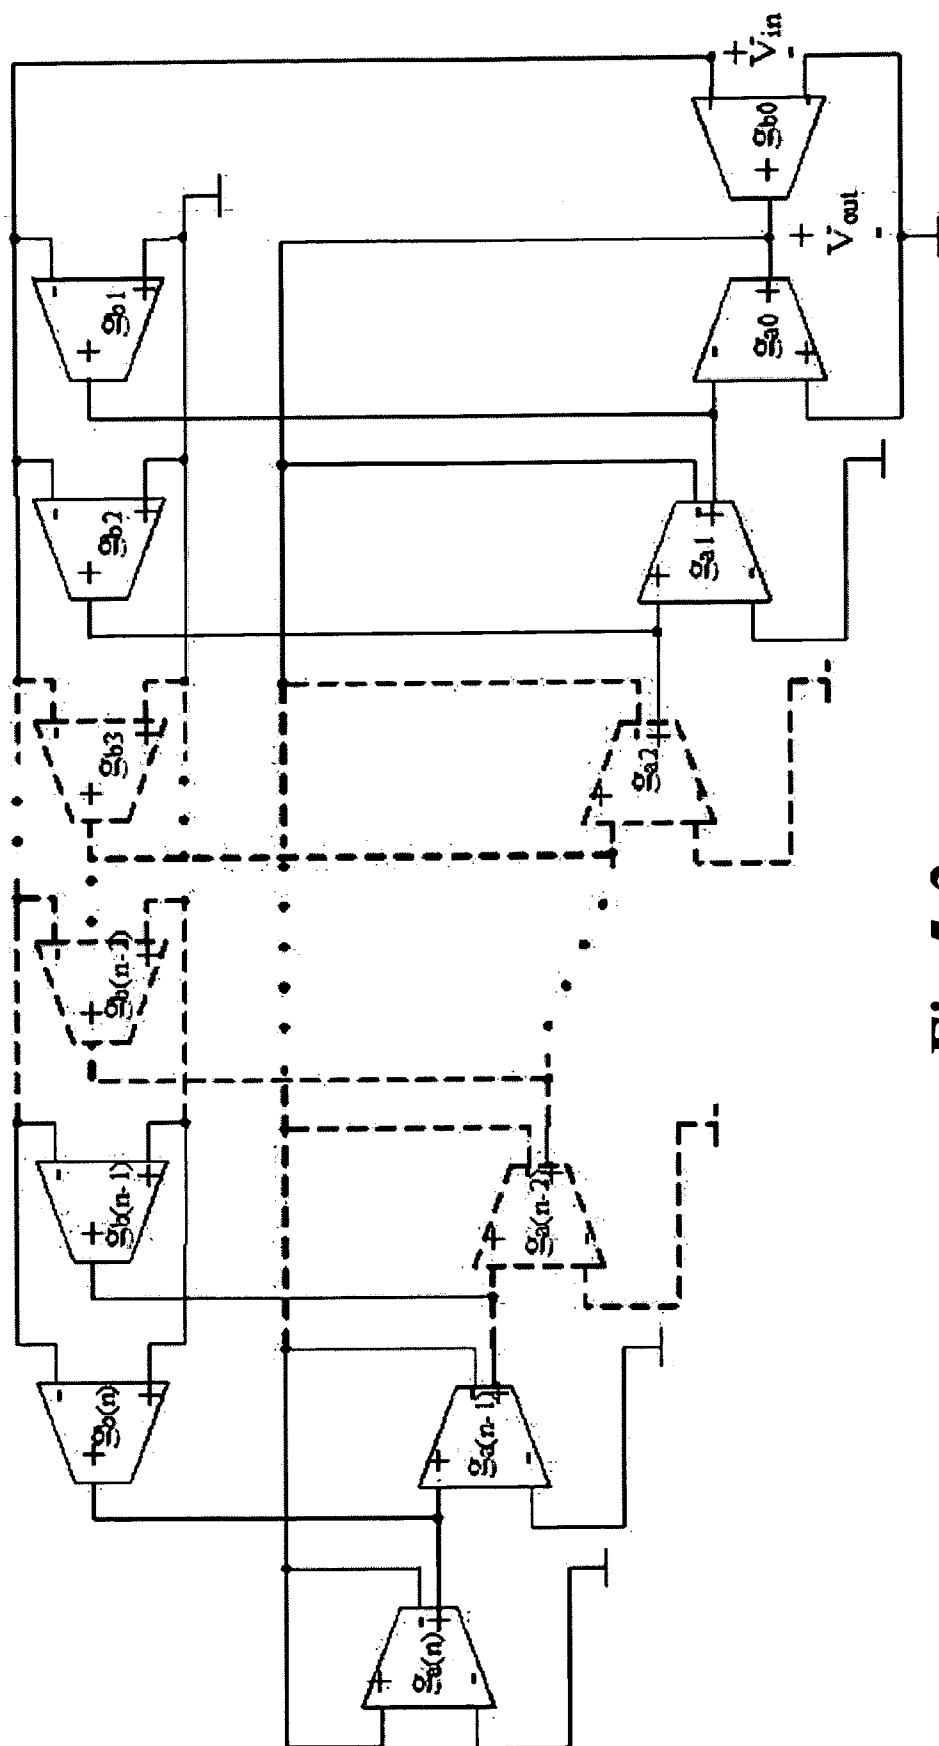 g_b(n)
g_b(n-1)
g_b(n-2)
g_b3
g_b2
g_b1
g_a(n)
g_a(n-1)
g_a(n-2)
g_a2
g_a1
g_a0
g_b0
+ V_out -
+ V_in -